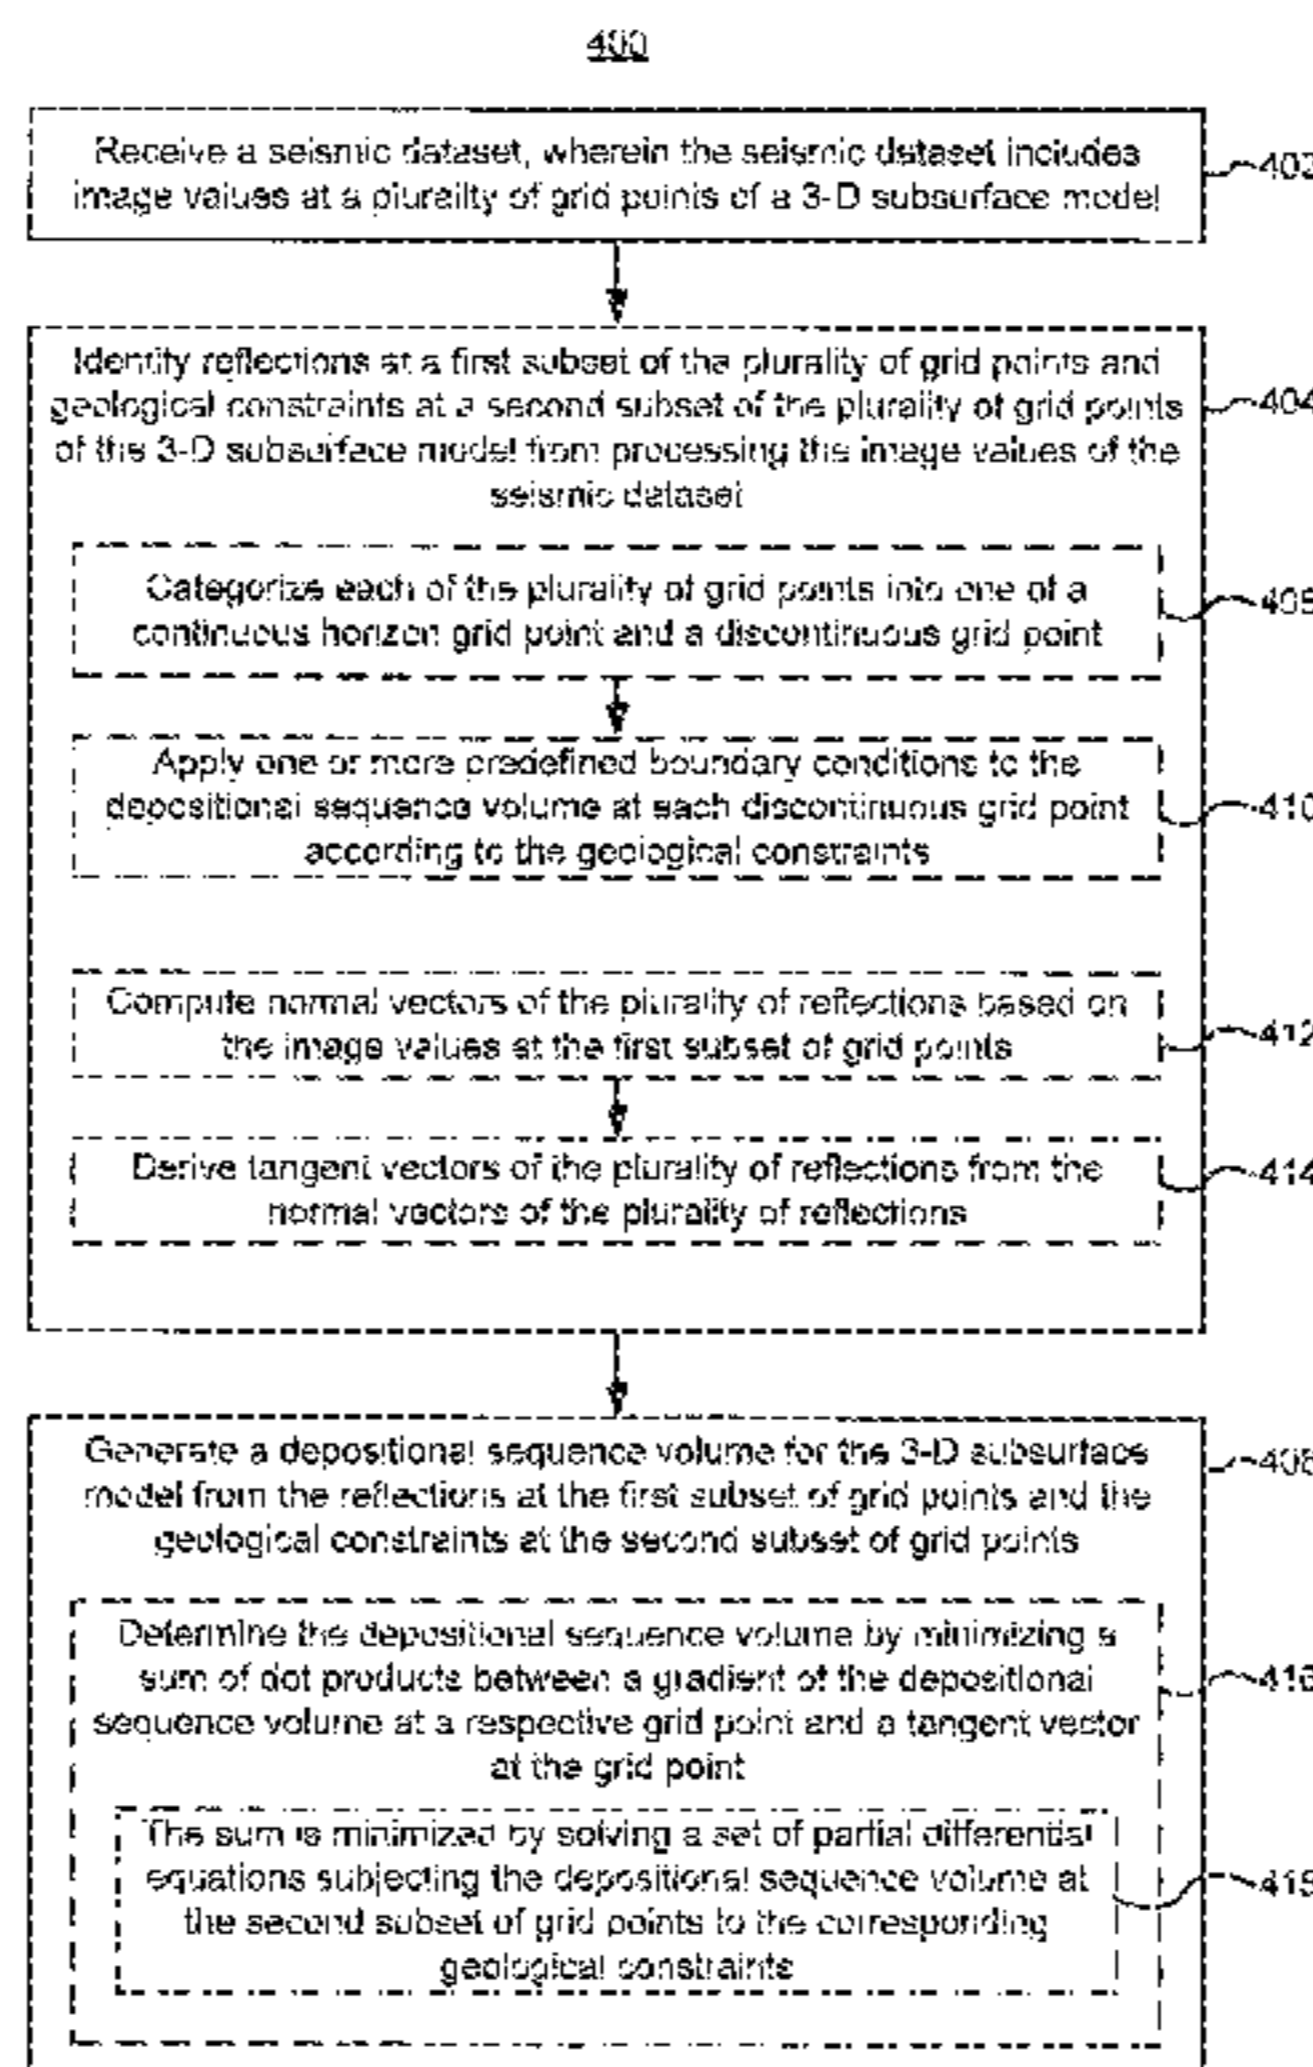 400
Receive a seismic dataset, wherein the seismic dataset includes
image values at a plurailty of grid points of a 3-D subsurface model
402
Identify reflections at a first subset of the plurality of grid points and
geological constraints at a second subset of the plurality of grid points
of the 3-D subsurface model from processing the image values of the
seismic dataset
404
Categorize each of the plurality of grid points into one of a
continuous horizon grid point and a discontinuous grid point
Apply one or more predefined boundary conditions to the
depositional sequence volume at each discontinuous grid point
according to the geological constraints
410
Compute normal vectors of the plurality of reflections based on
the image values at the first subset of grid points
412
Derive tangent vectors of the plurality of reflections from the
normal vectors of the plurality of reflections
414
Generate a depositional sequence volume for the 3-D subsurface
model from the reflections at the first subset of grid points and the
geological constraints at the second subset of grid points
Determine the depositional sequence volume by minimizing a
sum of dot products between a gradient of the depositional
sequence volume at a respective grid point and a tangent vector
at the grid point
416
The sum is minimized by solving a set of partial differential
equations subjecting the depositional sequence volume at
the second subset of grid points to the corresponding
geological constraints